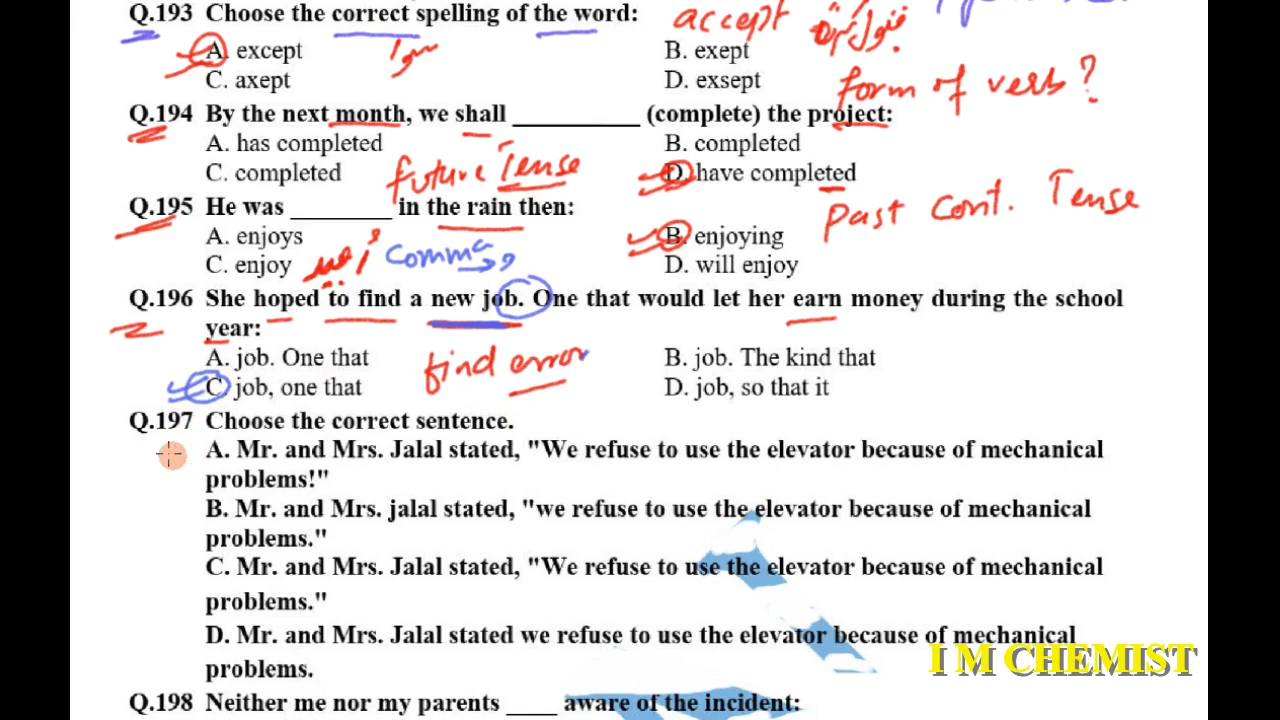 Q.193 Choose the correct spelling of the word: accept
A. except سوا B. exept
C. axept D. exsept form of verb?
Q.194 By the next month, we shall __________ (complete) the project:
A. has completed B. completed
C. completed future Tense D. have completed
Q.195 He was ________ in the rain then: Past Cont. Tense
A. enjoys B. enjoying
C. enjoy اُمید comma , D. will enjoy
Q.196 She hoped to find a new job. One that would let her earn money during the school
year:
A. job. One that find error B. job. The kind that
C. job, one that D. job, so that it
Q.197 Choose the correct sentence.
A. Mr. and Mrs. Jalal stated, "We refuse to use the elevator because of mechanical
problems!"
B. Mr. and Mrs. jalal stated, "we refuse to use the elevator because of mechanical
problems."
C. Mr. and Mrs. Jalal stated, "We refuse to use the elevator because of mechanical
problems."
D. Mr. and Mrs. Jalal stated we refuse to use the elevator because of mechanical
problems.
I M CHEMIST
Q.198 Neither me nor my parents ____ aware of the incident: